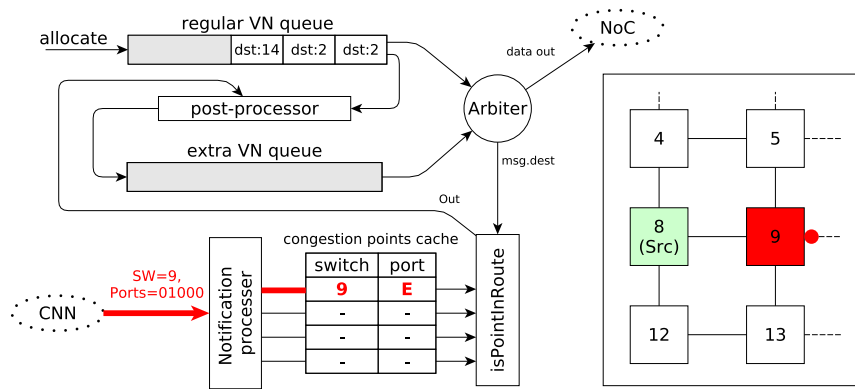 regular VN queue
allocate
dst:14 dst:2 dst:2
NoC
data out
post-processor
Arbiter
extra VN queue
msg.dest
Out
congestion points cache
switch port
9 E
- -
- -
- -
SW=9,
Ports=01000
CNN
Notification
processer
isPointInRoute
4 5
8
(Src)
9
12 13